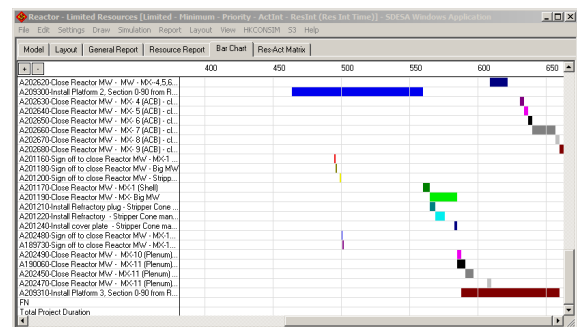 Reactor - Limited Resources [Limited - Minimum - Priority - ActInt - ResInt (Res Int Time)] - SDESA Windows Application
File Edit Settings Draw Simulation Report Layout View HKCONSIM S3 Help
Model Layout General Report Resource Report Bar Chart Res-Act Matrix
+ - 400 450 500 550 600 650
A202620-Close Reactor MW - MW - MX-4,5,6...
A209300-Install Platform 2, Section 0-90 from R...
A202630-Close Reactor MW - MX- 4 (ACB) - cl...
A202640-Close Reactor MW - MX- 5 (ACB) - cl...
A202650-Close Reactor MW - MX- 6 (ACB) - cl...
A202660-Close Reactor MW - MX- 7 (ACB) - cl...
A202670-Close Reactor MW - MX- 8 (ACB) - cl...
A202680-Close Reactor MW - MX- 9 (ACB) - cl...
A201160-Sign off to close Reactor MW - MX-1 ...
A201180-Sign off to close Reactor MW - Big MW
A201200-Sign off to close Reactor MW - Stripp...
A201170-Close Reactor MW - MX-1 (Shell)
A201190-Close Reactor MW - MX- Big MW
A201210-Install Refractory plug - Stripper Cone ...
A201220-Install Refractory - Stripper Cone man...
A201240-Install cover plate - Stripper Cone ma...
A202480-Sign off to close Reactor MW - MX-1...
A189730-Sign off to close Reactor MW - MX-1...
A202490-Close Reactor MW - MX-10 (Plenum)...
A190060-Close Reactor MW - MX-11 (Plenum)...
A202450-Close Reactor MW - MX-11 (Plenum) ...
A202470-Close Reactor MW - MX-11 (Plenum) ...
A209310-Install Platform 3, Section 0-90 from R...
FN
Total Project Duration